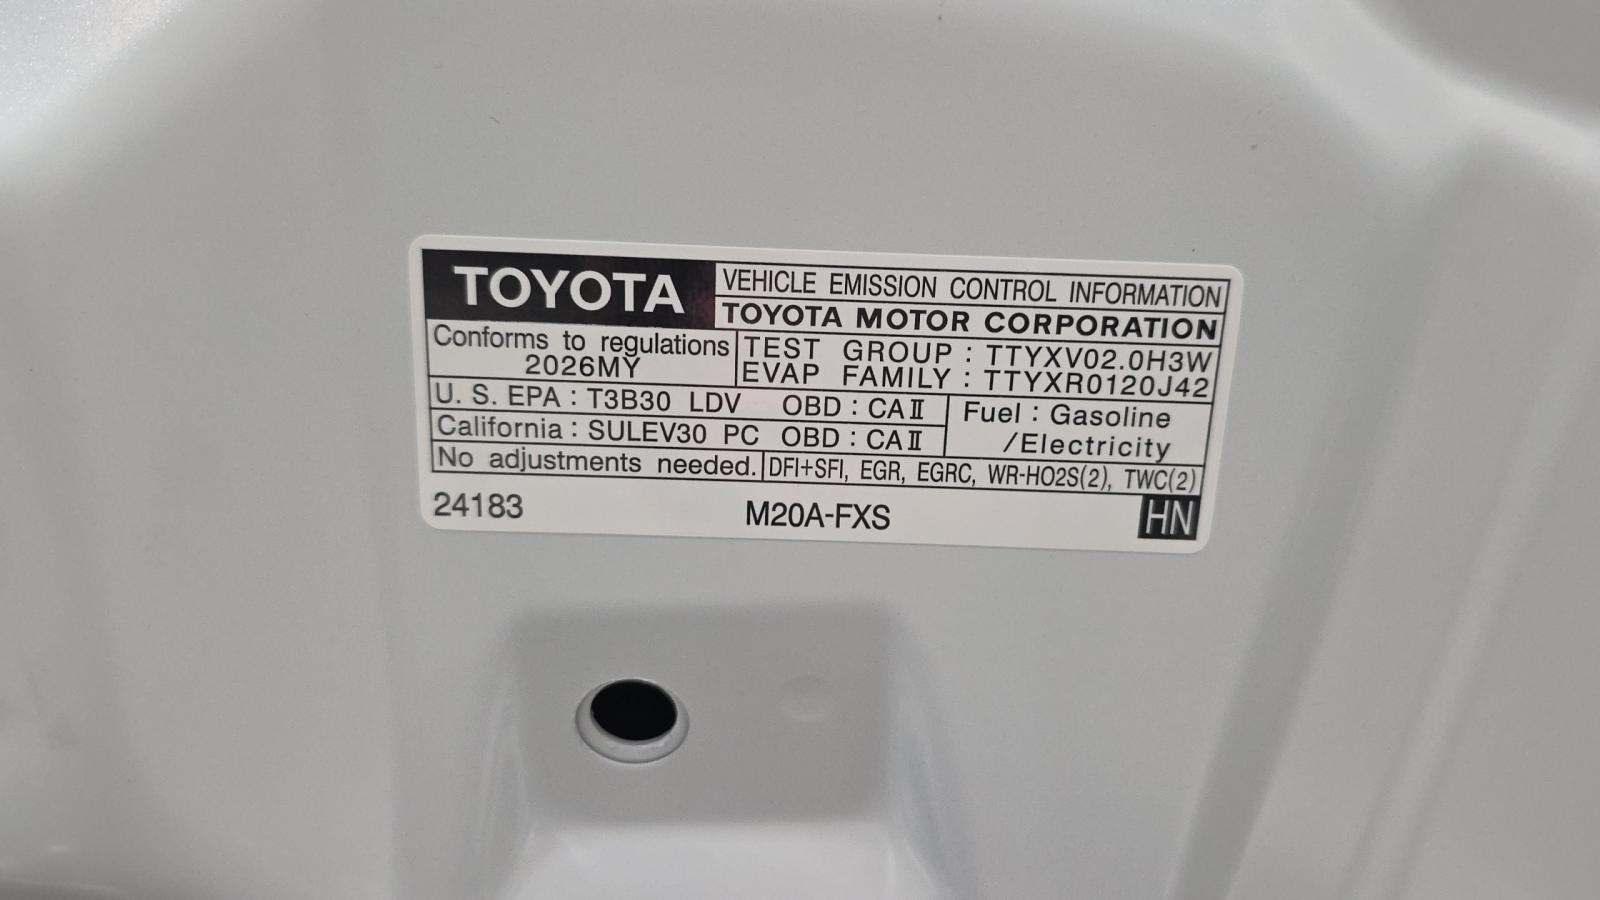 TOYOTA
VEHICLE EMISSION CONTROL INFORMATION
TOYOTA MOTOR CORPORATION
Conforms to regulations
2026MY
TEST GROUP : TTYXV02.0H3W
EVAP FAMILY : TTYXR0120J42
U. S. EPA : T3B30 LDV OBD : CAⅡ
California : SULEV30 PC OBD : CAⅡ
Fuel : Gasoline
/Electricity
No adjustments needed.
DFI+SFI, EGR, EGRC, WR-HO2S(2), TWC(2)
24183
M20A-FXS
HN